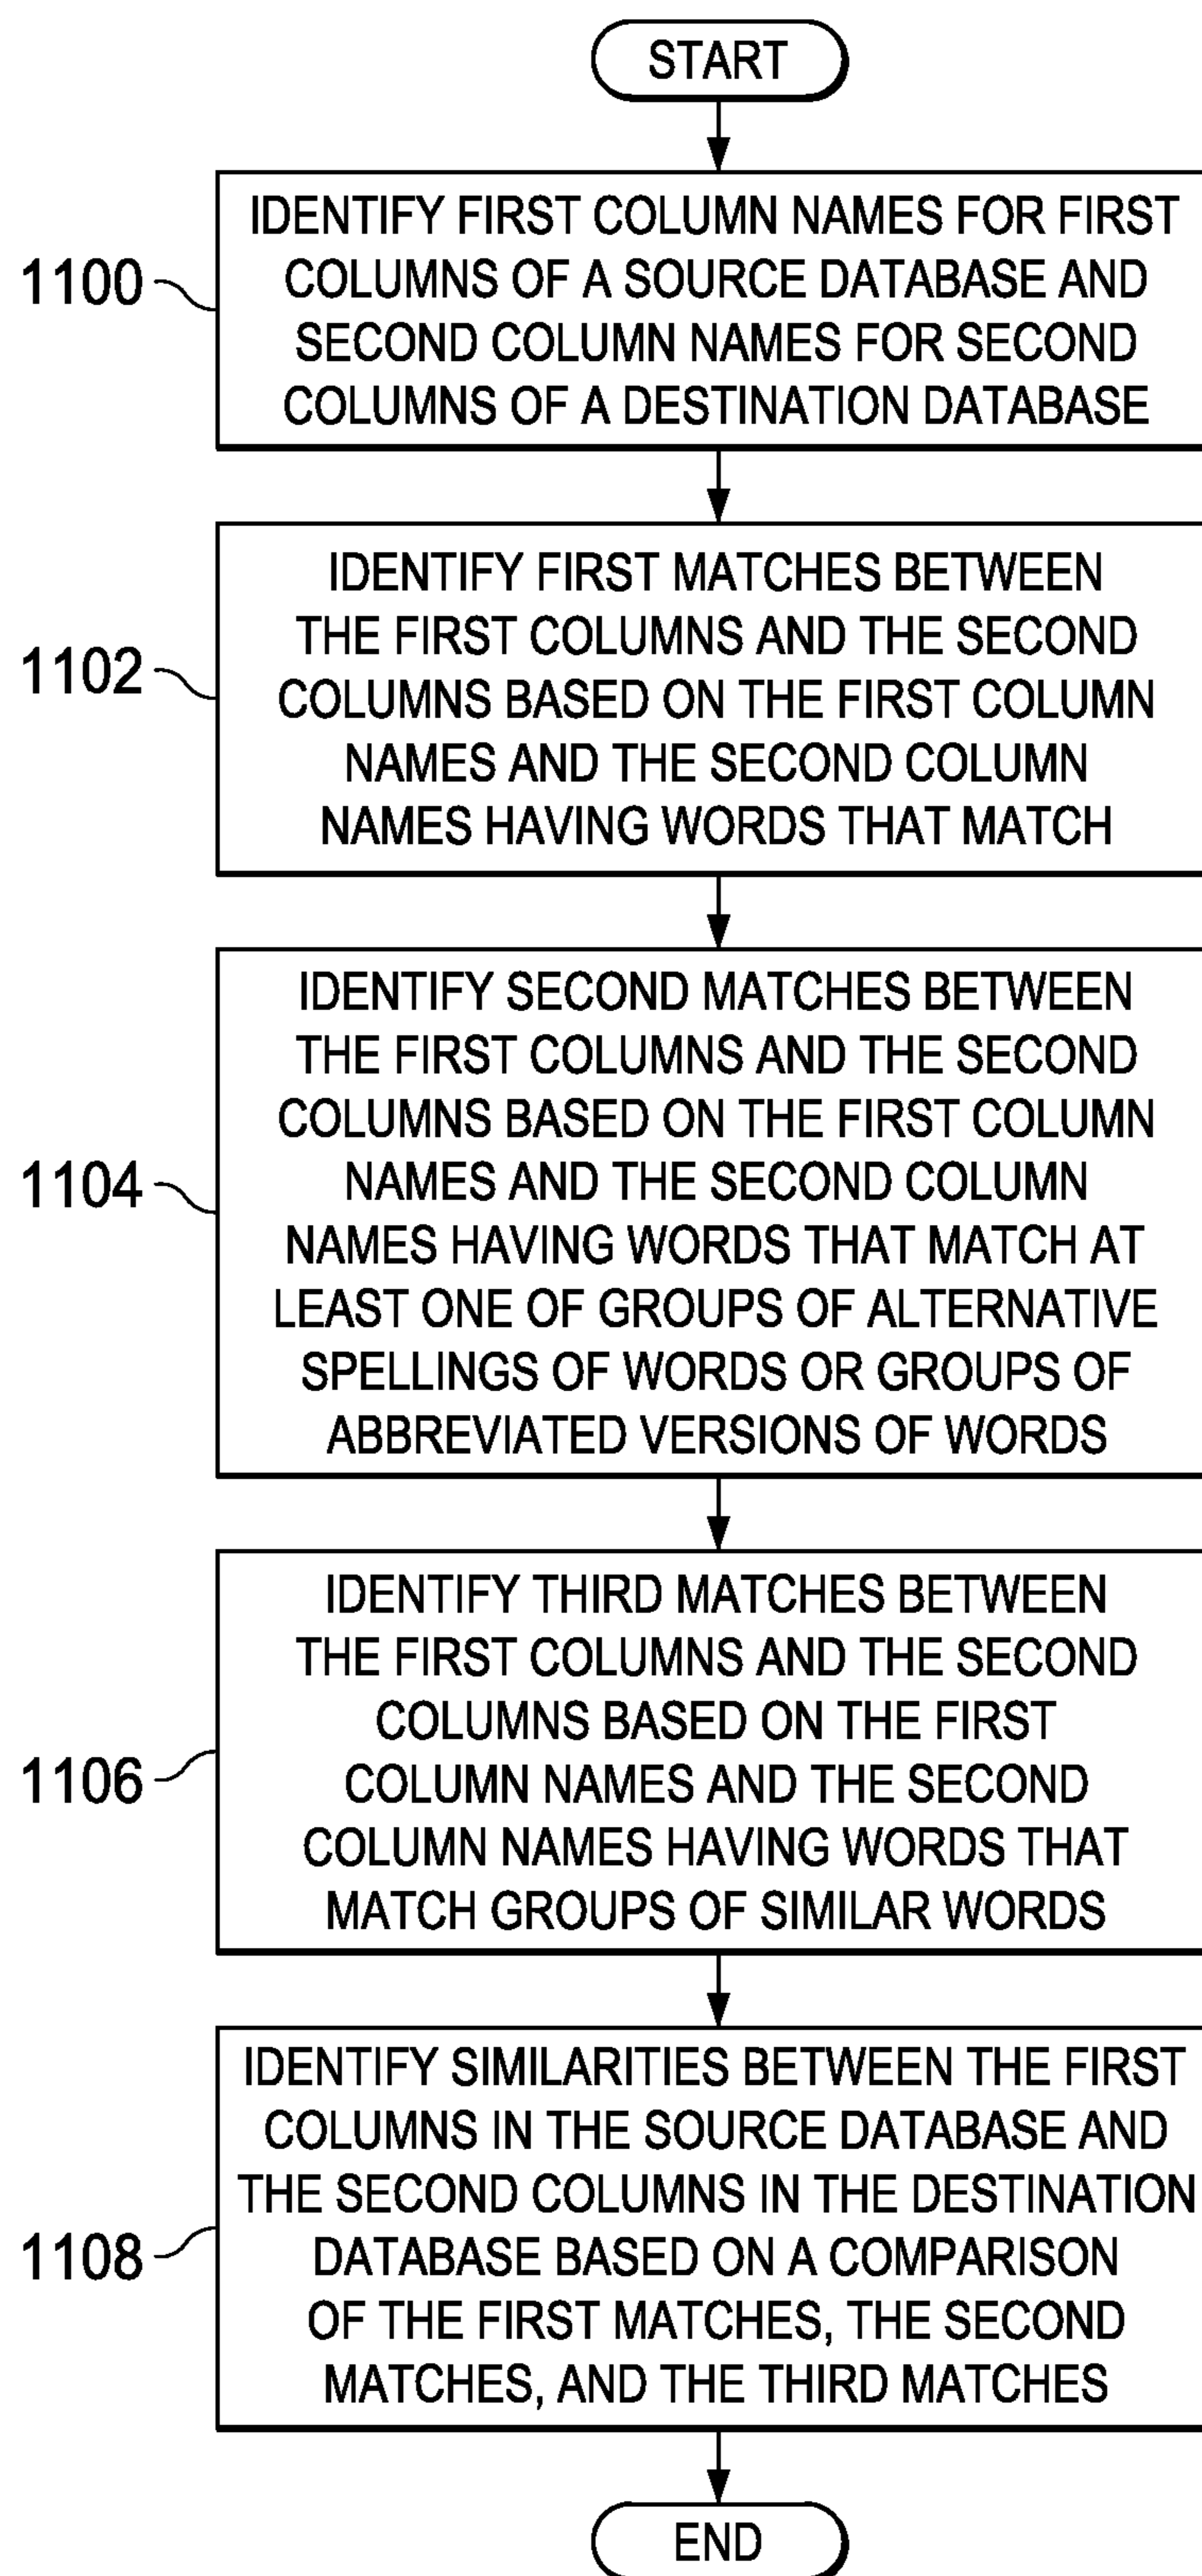 START
1100
IDENTIFY FIRST COLUMN NAMES FOR FIRST
COLUMNS OF A SOURCE DATABASE AND
SECOND COLUMN NAMES FOR SECOND
COLUMNS OF A DESTINATION DATABASE
1102
IDENTIFY FIRST MATCHES BETWEEN
THE FIRST COLUMNS AND THE SECOND
COLUMNS BASED ON THE FIRST COLUMN
NAMES AND THE SECOND COLUMN
NAMES HAVING WORDS THAT MATCH
1104
IDENTIFY SECOND MATCHES BETWEEN
THE FIRST COLUMNS AND THE SECOND
COLUMNS BASED ON THE FIRST COLUMN
NAMES AND THE SECOND COLUMN
NAMES HAVING WORDS THAT MATCH AT
LEAST ONE OF GROUPS OF ALTERNATIVE
SPELLINGS OF WORDS OR GROUPS OF
ABBREVIATED VERSIONS OF WORDS
1106
IDENTIFY THIRD MATCHES BETWEEN
THE FIRST COLUMNS AND THE SECOND
COLUMNS BASED ON THE FIRST
COLUMN NAMES AND THE SECOND
COLUMN NAMES HAVING WORDS THAT
MATCH GROUPS OF SIMILAR WORDS
1108
IDENTIFY SIMILARITIES BETWEEN THE FIRST
COLUMNS IN THE SOURCE DATABASE AND
THE SECOND COLUMNS IN THE DESTINATION
DATABASE BASED ON A COMPARISON
OF THE FIRST MATCHES, THE SECOND
MATCHES, AND THE THIRD MATCHES
END